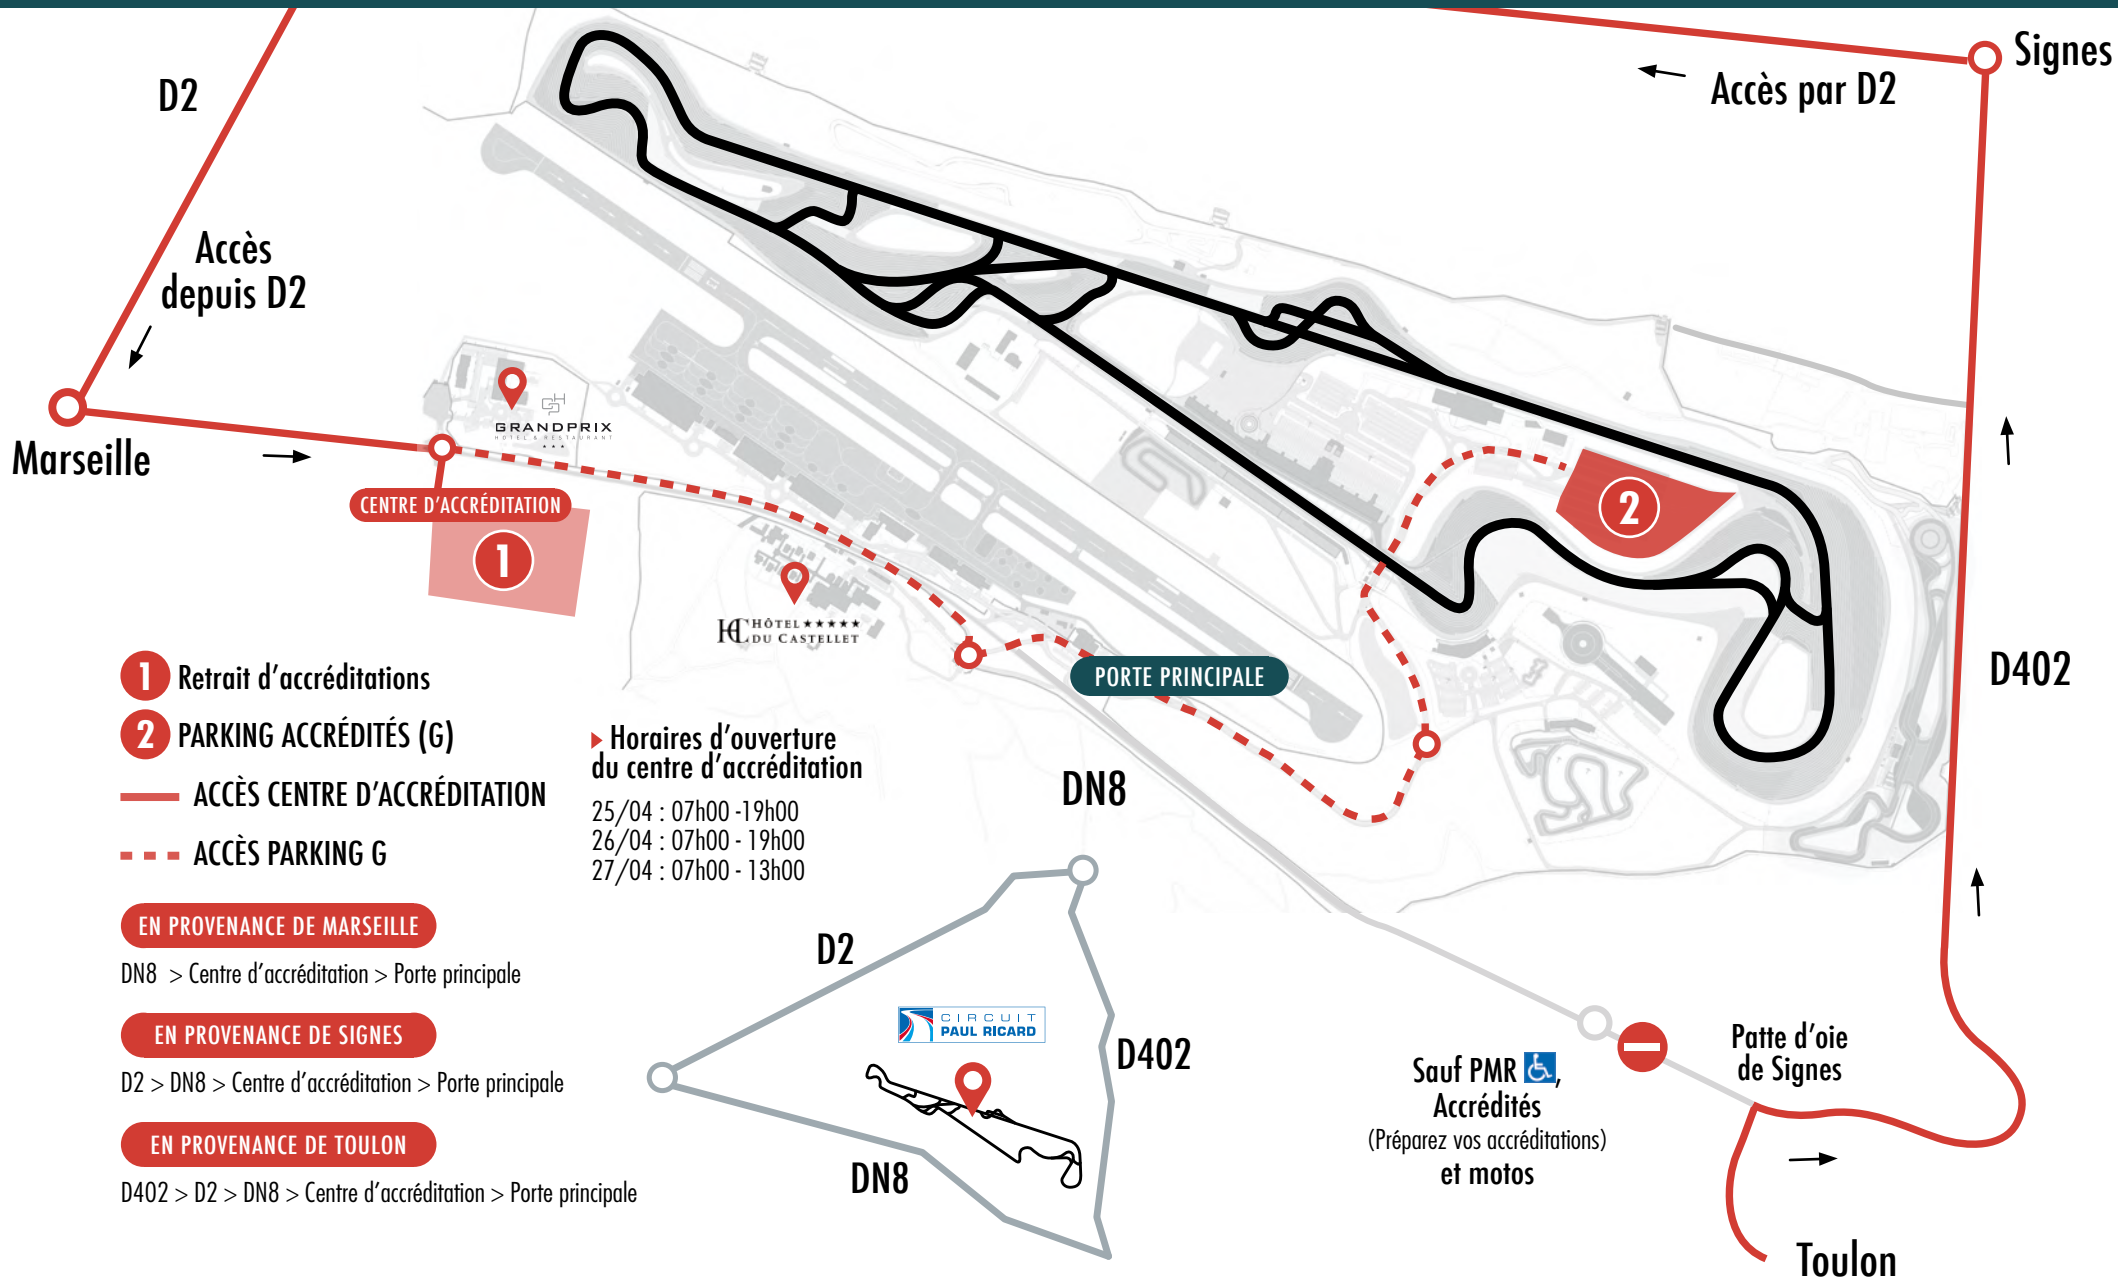 Signes
Accès par D2
D2
Accès
depuis D2
GRANDPRIX
HOTEL & RESTAURANT
Marseille
CENTRE D'ACCRÉDITATION
1
2
HC HÔTEL ★★★★★
DU CASTELLET
PORTE PRINCIPALE
D402
1 Retrait d'accréditations
2 PARKING ACCRÉDITÉS (G)
ACCÈS CENTRE D'ACCRÉDITATION
ACCÈS PARKING G
▸ Horaires d'ouverture
du centre d'accréditation
25/04 : 07h00 -19h00
26/04 : 07h00 - 19h00
27/04 : 07h00 - 13h00
DN8
EN PROVENANCE DE MARSEILLE
DN8 > Centre d'accréditation > Porte principale
EN PROVENANCE DE SIGNES
D2 > DN8 > Centre d'accréditation > Porte principale
EN PROVENANCE DE TOULON
D402 > D2 > DN8 > Centre d'accréditation > Porte principale
D2
CIRCUIT
PAUL RICARD
D402
DN8
Sauf PMR ,
Accrédités
(Préparez vos accréditations)
et motos
Patte d'oie
de Signes
Toulon